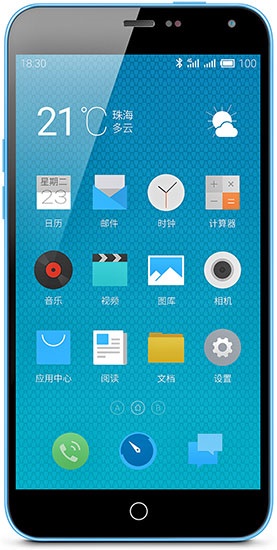 18:30
100
21℃
珠海
多云
星期二
23
日历
邮件
时钟
计算器
音乐
视频
图库
相机
应用中心
阅读
文档
设置
A
B